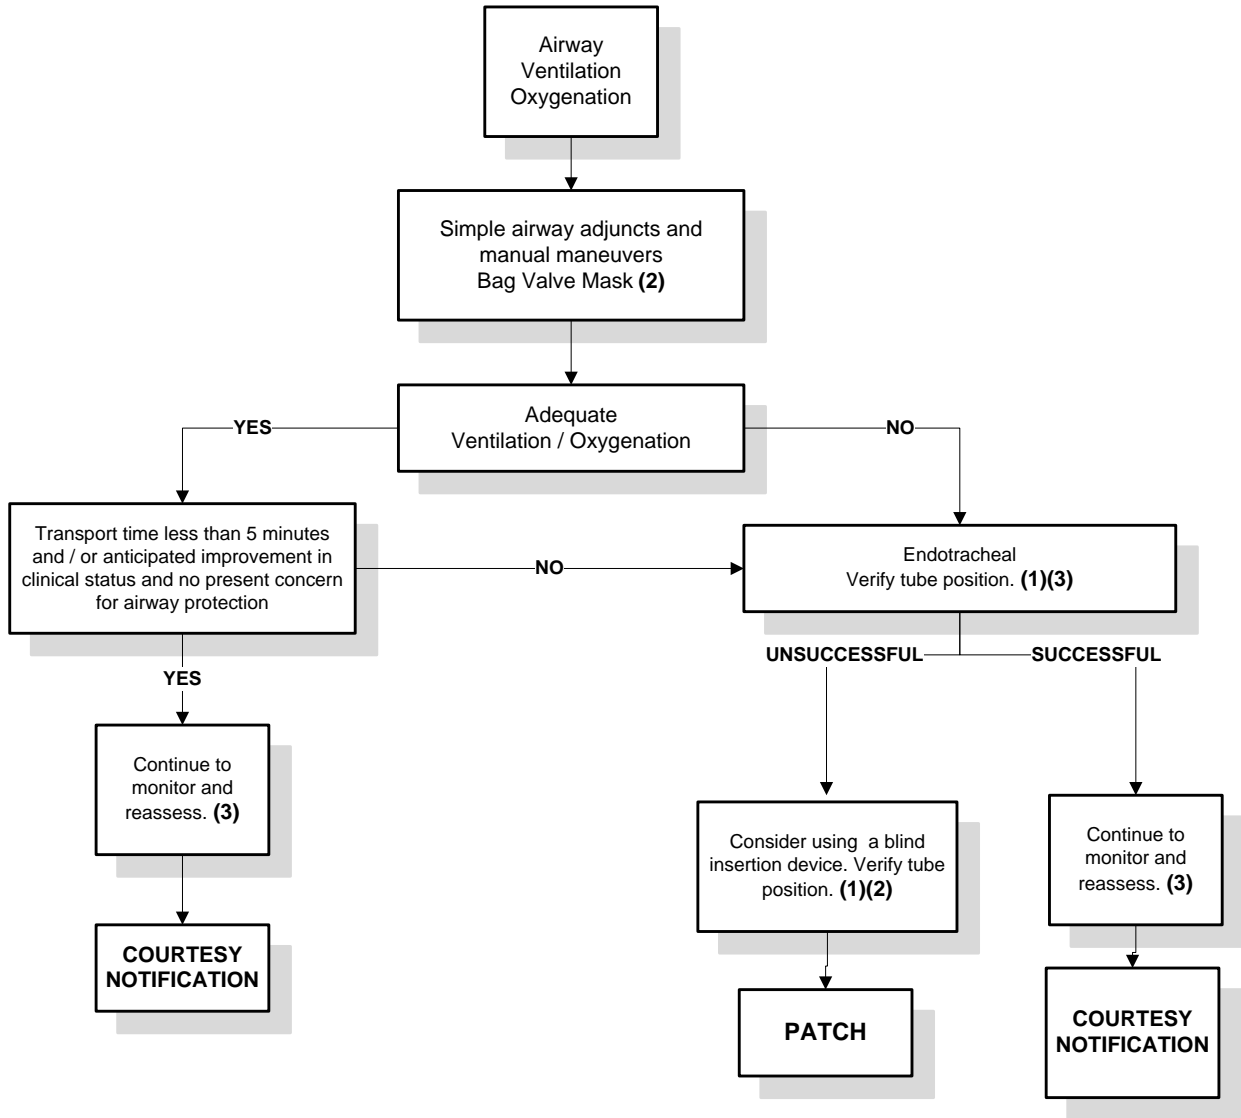 Airway
Ventilation
Oxygenation
Simple airway adjuncts and
manual maneuvers
Bag Valve Mask (2)
Adequate
Ventilation / Oxygenation
YES
NO
Transport time less than 5 minutes
and / or anticipated improvement in
clinical status and no present concern
for airway protection
NO
Endotracheal
Verify tube position. (1)(3)
YES
UNSUCCESSFUL
SUCCESSFUL
Continue to
monitor and
reassess. (3)
Consider using a blind
insertion device. Verify tube
position. (1)(2)
Continue to
monitor and
reassess. (3)
COURTESY
NOTIFICATION
PATCH
COURTESY
NOTIFICATION